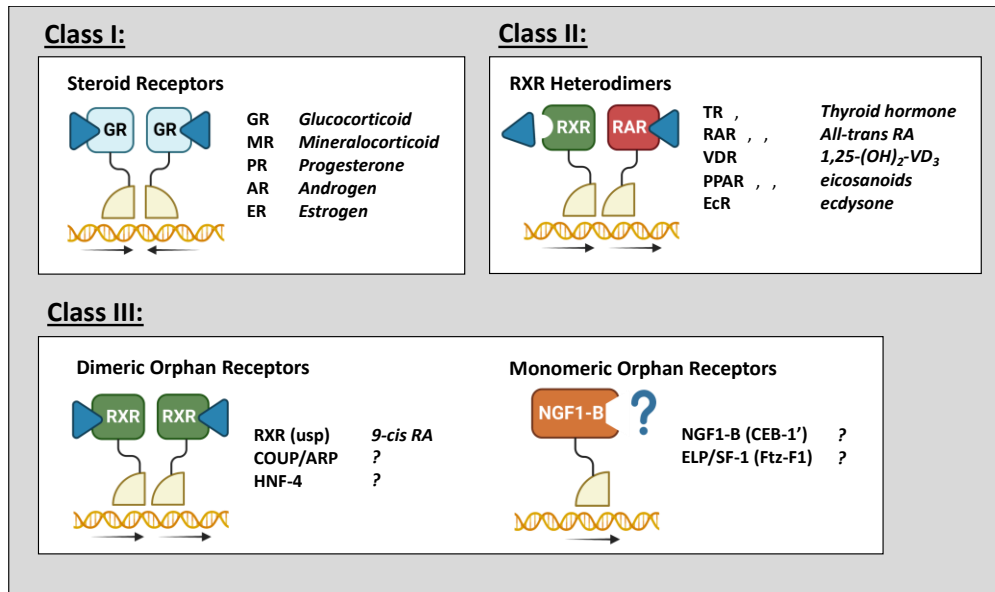 Class I:
Steroid Receptors
GR GR
GR Glucocorticoid
MR Mineralocorticoid
PR Progesterone
AR Androgen
ER Estrogen
Class II:
RXR Heterodimers
RXR RAR
TR , Thyroid hormone
RAR , , All-trans RA
VDR 1,25-(OH)₂-VD₃
PPAR , , eicosanoids
EcR ecdysone
Class III:
Dimeric Orphan Receptors
RXR RXR
RXR (usp) 9-cis RA
COUP/ARP ?
HNF-4 ?
Monomeric Orphan Receptors
NGF1-B ?
NGF1-B (CEB-1’) ?
ELP/SF-1 (Ftz-F1) ?